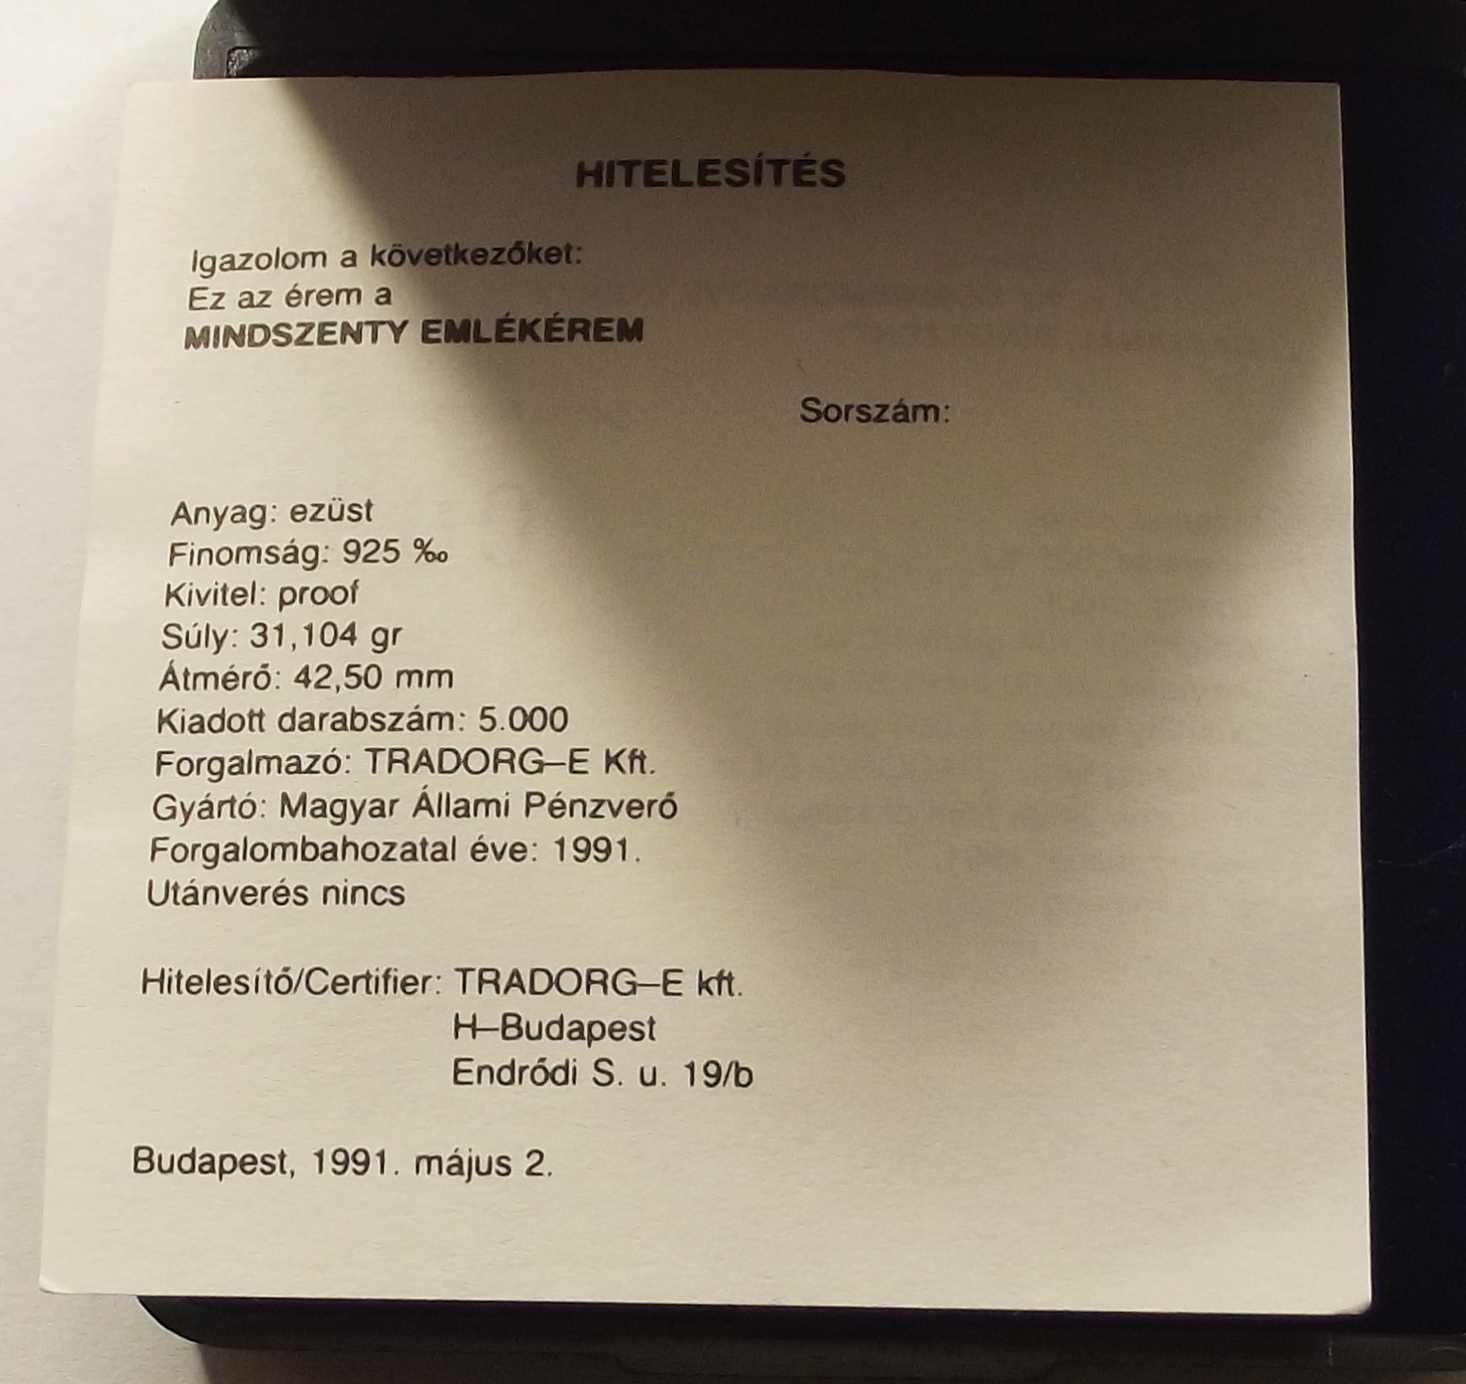 HITELESÍTÉS
Igazolom a következőket:
Ez az érem a
MINDSZENTY EMLÉKÉREM
Sorszám:
Anyag: ezüst
Finomság: 925 ‰
Kivitel: proof
Súly: 31,104 gr
Átmérő: 42,50 mm
Kiadott darabszám: 5.000
Forgalmazó: TRADORG–E Kft.
Gyártó: Magyar Állami Pénzverő
Forgalombahozatal éve: 1991.
Utánverés nincs
Hitelesítő/Certifier: TRADORG–E kft.
H–Budapest
Endrődi S. u. 19/b
Budapest, 1991. május 2.